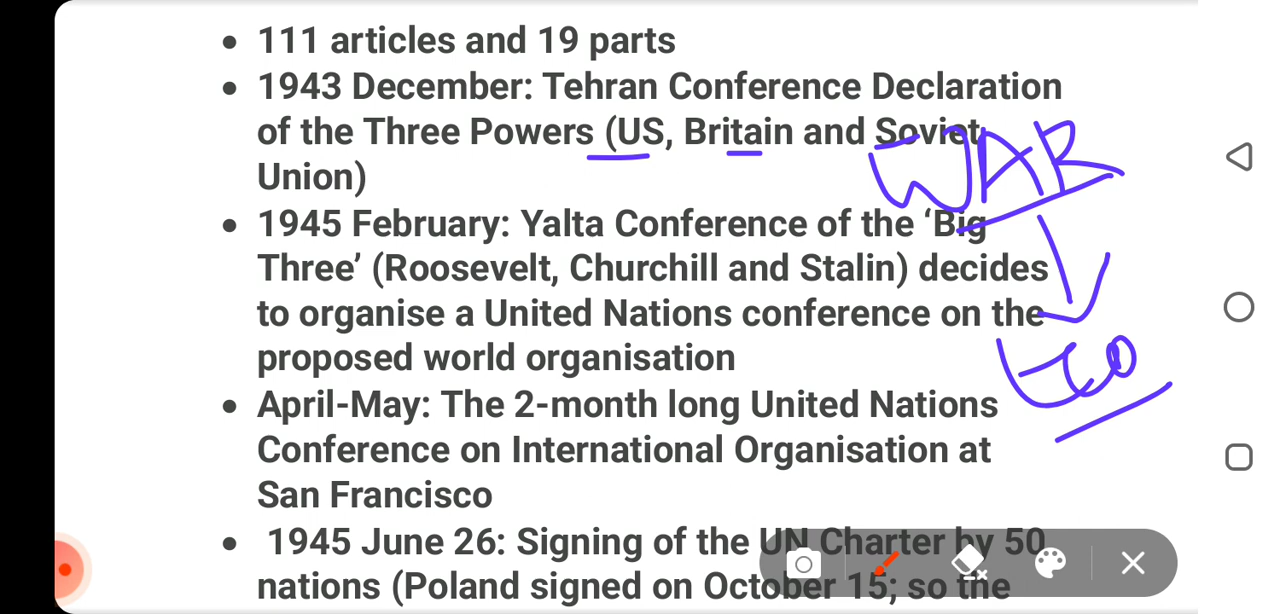 • 111 articles and 19 parts
• 1943 December: Tehran Conference Declaration
of the Three Powers (US, Britain and Soviet
Union)
• 1945 February: Yalta Conference of the ‘Big
Three’ (Roosevelt, Churchill and Stalin) decides
to organise a United Nations conference on the
proposed world organisation
• April-May: The 2-month long United Nations
Conference on International Organisation at
San Francisco
• 1945 June 26: Signing of the UN Charter by 50
nations (Poland signed on October 15; so the
WAR